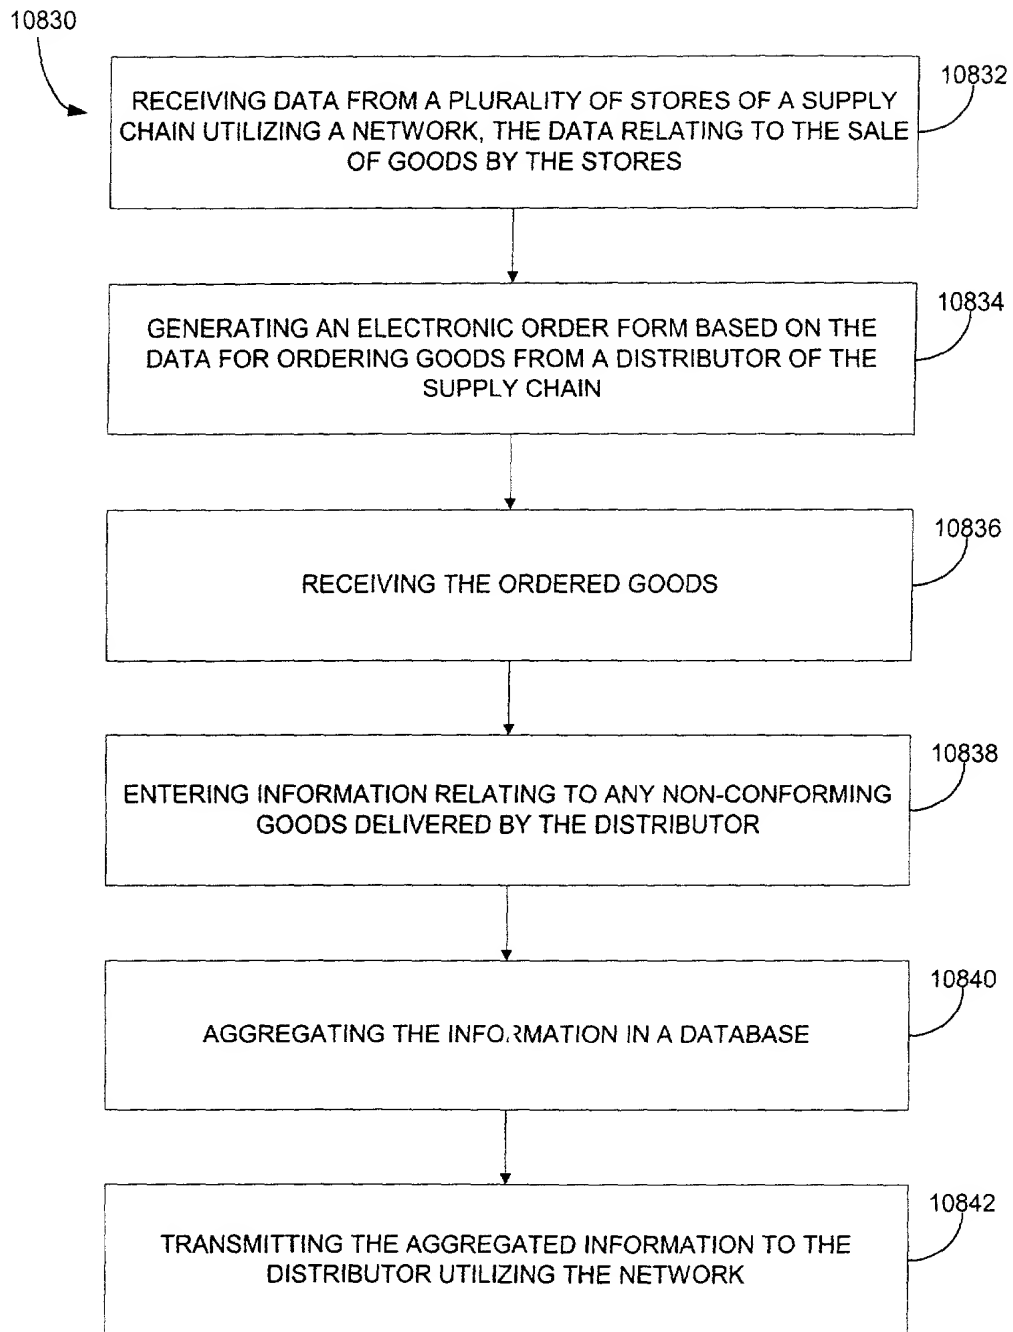 10830
10832
RECEIVING DATA FROM A PLURALITY OF STORES OF A SUPPLY
CHAIN UTILIZING A NETWORK, THE DATA RELATING TO THE SALE
OF GOODS BY THE STORES
10834
GENERATING AN ELECTRONIC ORDER FORM BASED ON THE
DATA FOR ORDERING GOODS FROM A DISTRIBUTOR OF THE
SUPPLY CHAIN
10836
RECEIVING THE ORDERED GOODS
10838
ENTERING INFORMATION RELATING TO ANY NON-CONFORMING
GOODS DELIVERED BY THE DISTRIBUTOR
10840
AGGREGATING THE INFORMATION IN A DATABASE
10842
TRANSMITTING THE AGGREGATED INFORMATION TO THE
DISTRIBUTOR UTILIZING THE NETWORK